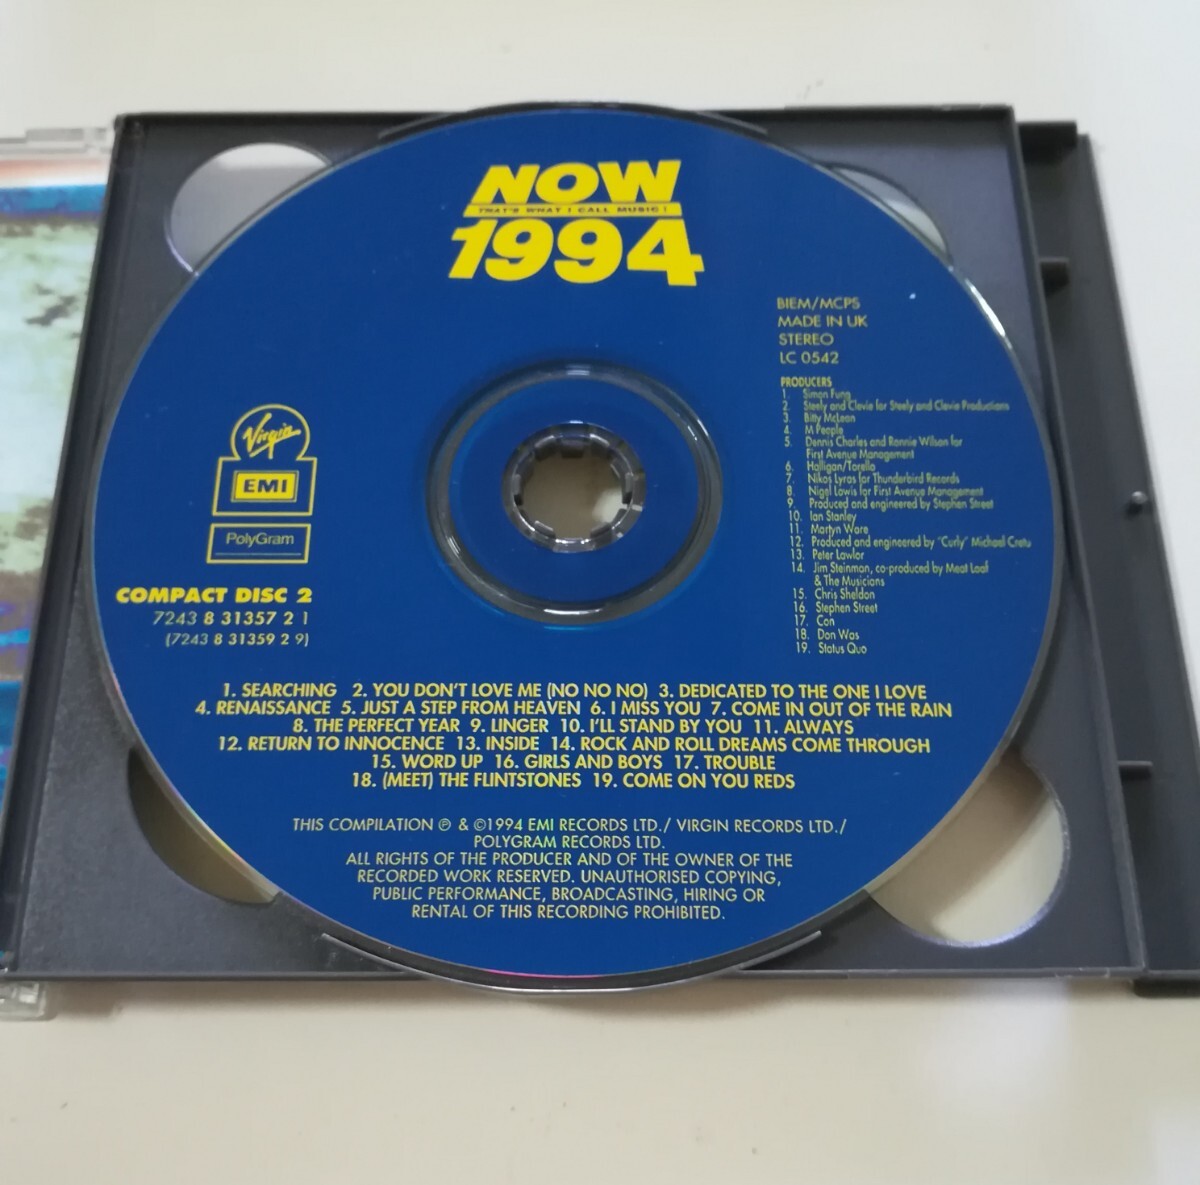 NOW
THAT'S WHAT I CALL MUSIC!
1994
BIEM/MCPS
MADE IN UK
STEREO
LC 0542
PRODUCERS
1. Simon Fung
2. Steely and Clevie for Steely and Clevie Productions
3. Bitty McLean
4. M People
5. Dennis Charles and Ronnie Wilson for
First Avenue Management
6. Halligan/Torello
7. Nikos Lyras for Thunderbird Records
8. Nigel Lowis for First Avenue Management
9. Produced and engineered by Stephen Street
10. Ian Stanley
11. Martyn Ware
12. Produced and engineered by "Curly" Michael Cretu
13. Peter Lawlor
14. Jim Steinman, co-produced by Meat Loaf
& The Musicians
15. Chris Sheldon
16. Stephen Street
17. Con
18. Don Was
19. Status Quo
Virgin
EMI
PolyGram
COMPACT DISC 2
7243 8 31357 2 1
(7243 8 31359 2 9)
1. SEARCHING 2. YOU DON'T LOVE ME (NO NO NO) 3. DEDICATED TO THE ONE I LOVE
4. RENAISSANCE 5. JUST A STEP FROM HEAVEN 6. I MISS YOU 7. COME IN OUT OF THE RAIN
8. THE PERFECT YEAR 9. LINGER 10. I'LL STAND BY YOU 11. ALWAYS
12. RETURN TO INNOCENCE 13. INSIDE 14. ROCK AND ROLL DREAMS COME THROUGH
15. WORD UP 16. GIRLS AND BOYS 17. TROUBLE
18. (MEET) THE FLINTSTONES 19. COME ON YOU REDS
THIS COMPILATION ℗ & ©1994 EMI RECORDS LTD./ VIRGIN RECORDS LTD./
POLYGRAM RECORDS LTD.
ALL RIGHTS OF THE PRODUCER AND OF THE OWNER OF THE
RECORDED WORK RESERVED. UNAUTHORISED COPYING,
PUBLIC PERFORMANCE, BROADCASTING, HIRING OR
RENTAL OF THIS RECORDING PROHIBITED.